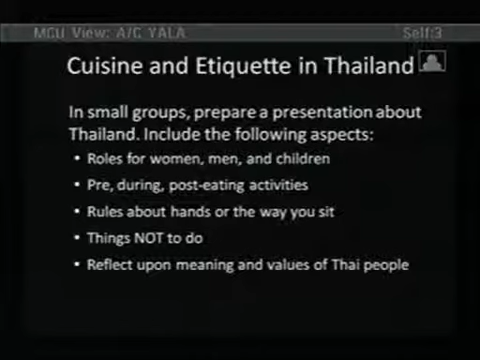 MCU View: A/C YALA
Self:3
Cuisine and Etiquette in Thailand
In small groups, prepare a presentation about
Thailand. Include the following aspects:
• Roles for women, men, and children
• Pre, during, post-eating activities
• Rules about hands or the way you sit
• Things NOT to do
• Reflect upon meaning and values of Thai people